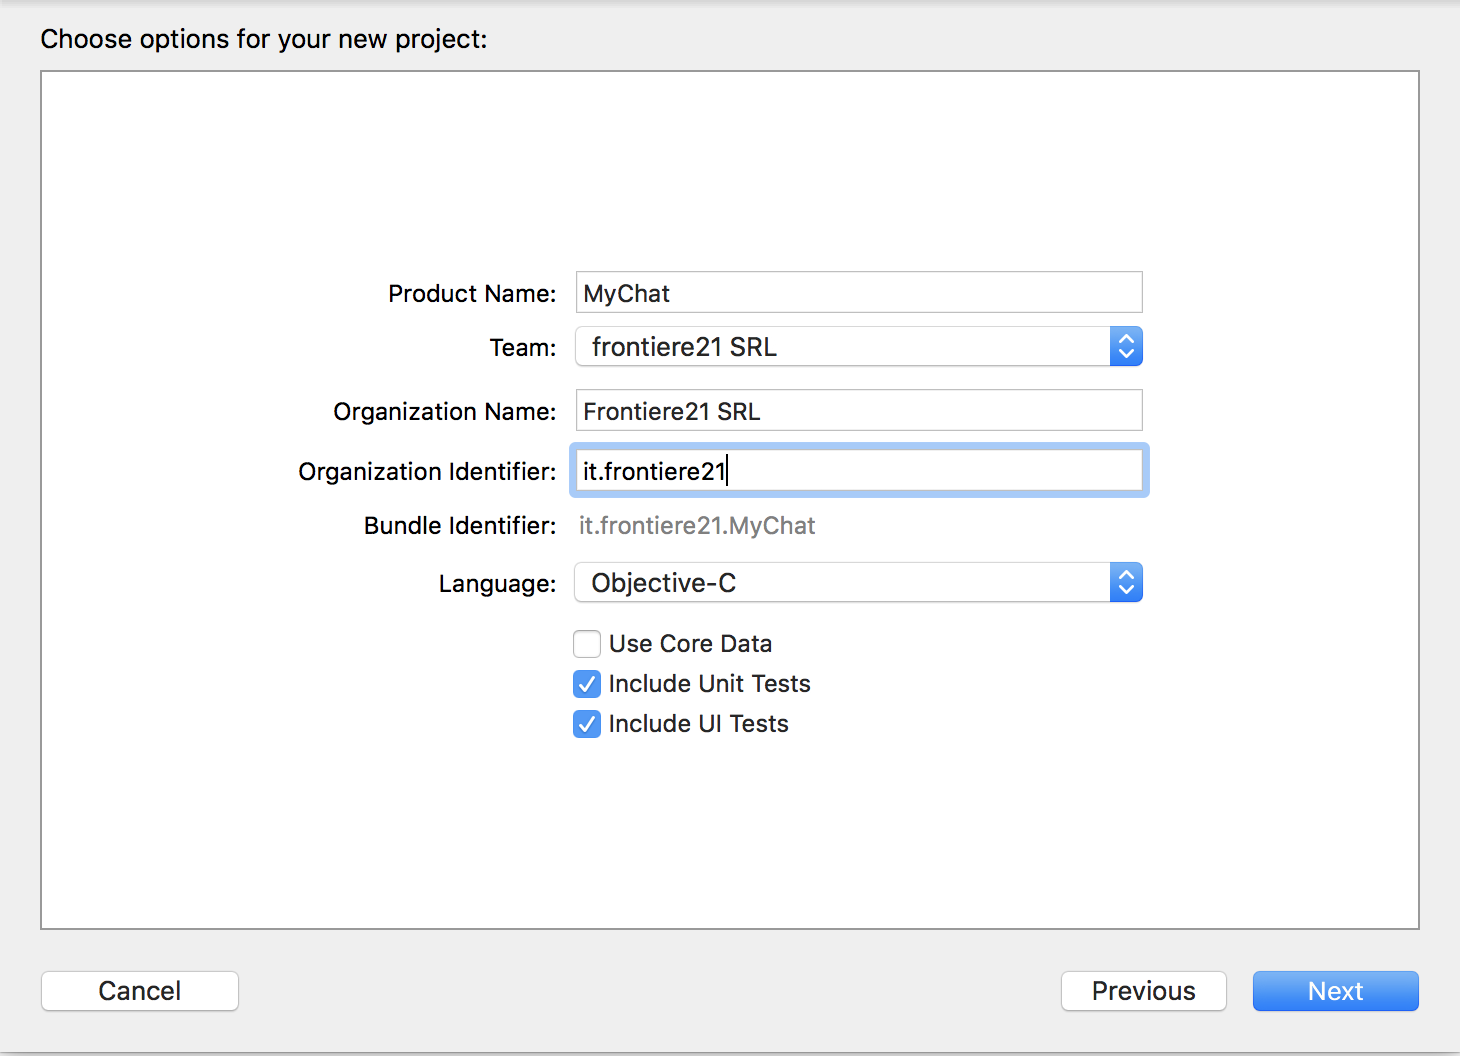 Choose options for your new project:
Product Name: MyChat
Team: frontiere21 SRL
Organization Name: Frontiere21 SRL
Organization Identifier: it.frontiere21
Bundle Identifier: it.frontiere21.MyChat
Language: Objective-C
Use Core Data
Include Unit Tests
Include UI Tests
Cancel Previous Next